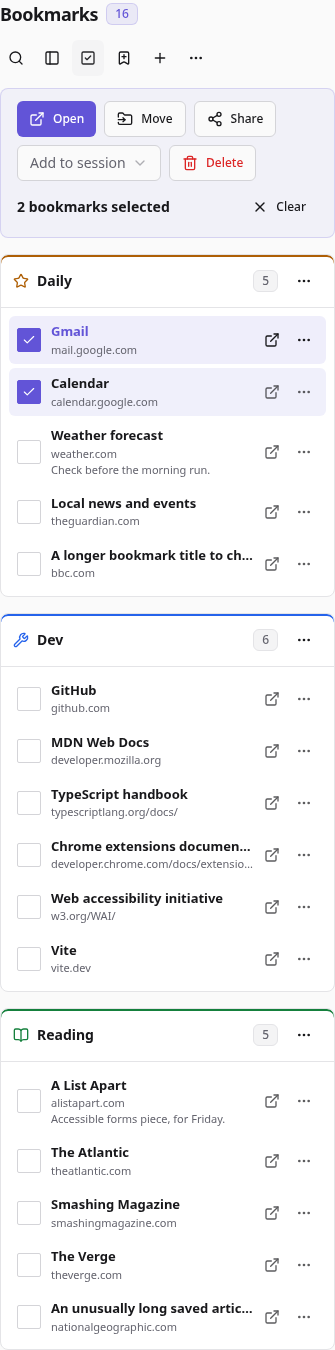 Bookmarks 16
Open Move Share
Add to session Delete
2 bookmarks selected Clear
Daily 5
Gmail
mail.google.com
Calendar
calendar.google.com
Weather forecast
weather.com
Check before the morning run.
Local news and events
theguardian.com
A longer bookmark title to ch...
bbc.com
Dev 6
GitHub
github.com
MDN Web Docs
developer.mozilla.org
TypeScript handbook
typescriptlang.org/docs/
Chrome extensions documen...
developer.chrome.com/docs/extensio...
Web accessibility initiative
w3.org/WAI/
Vite
vite.dev
Reading 5
A List Apart
alistapart.com
Accessible forms piece, for Friday.
The Atlantic
theatlantic.com
Smashing Magazine
smashingmagazine.com
The Verge
theverge.com
An unusually long saved artic...
nationalgeographic.com